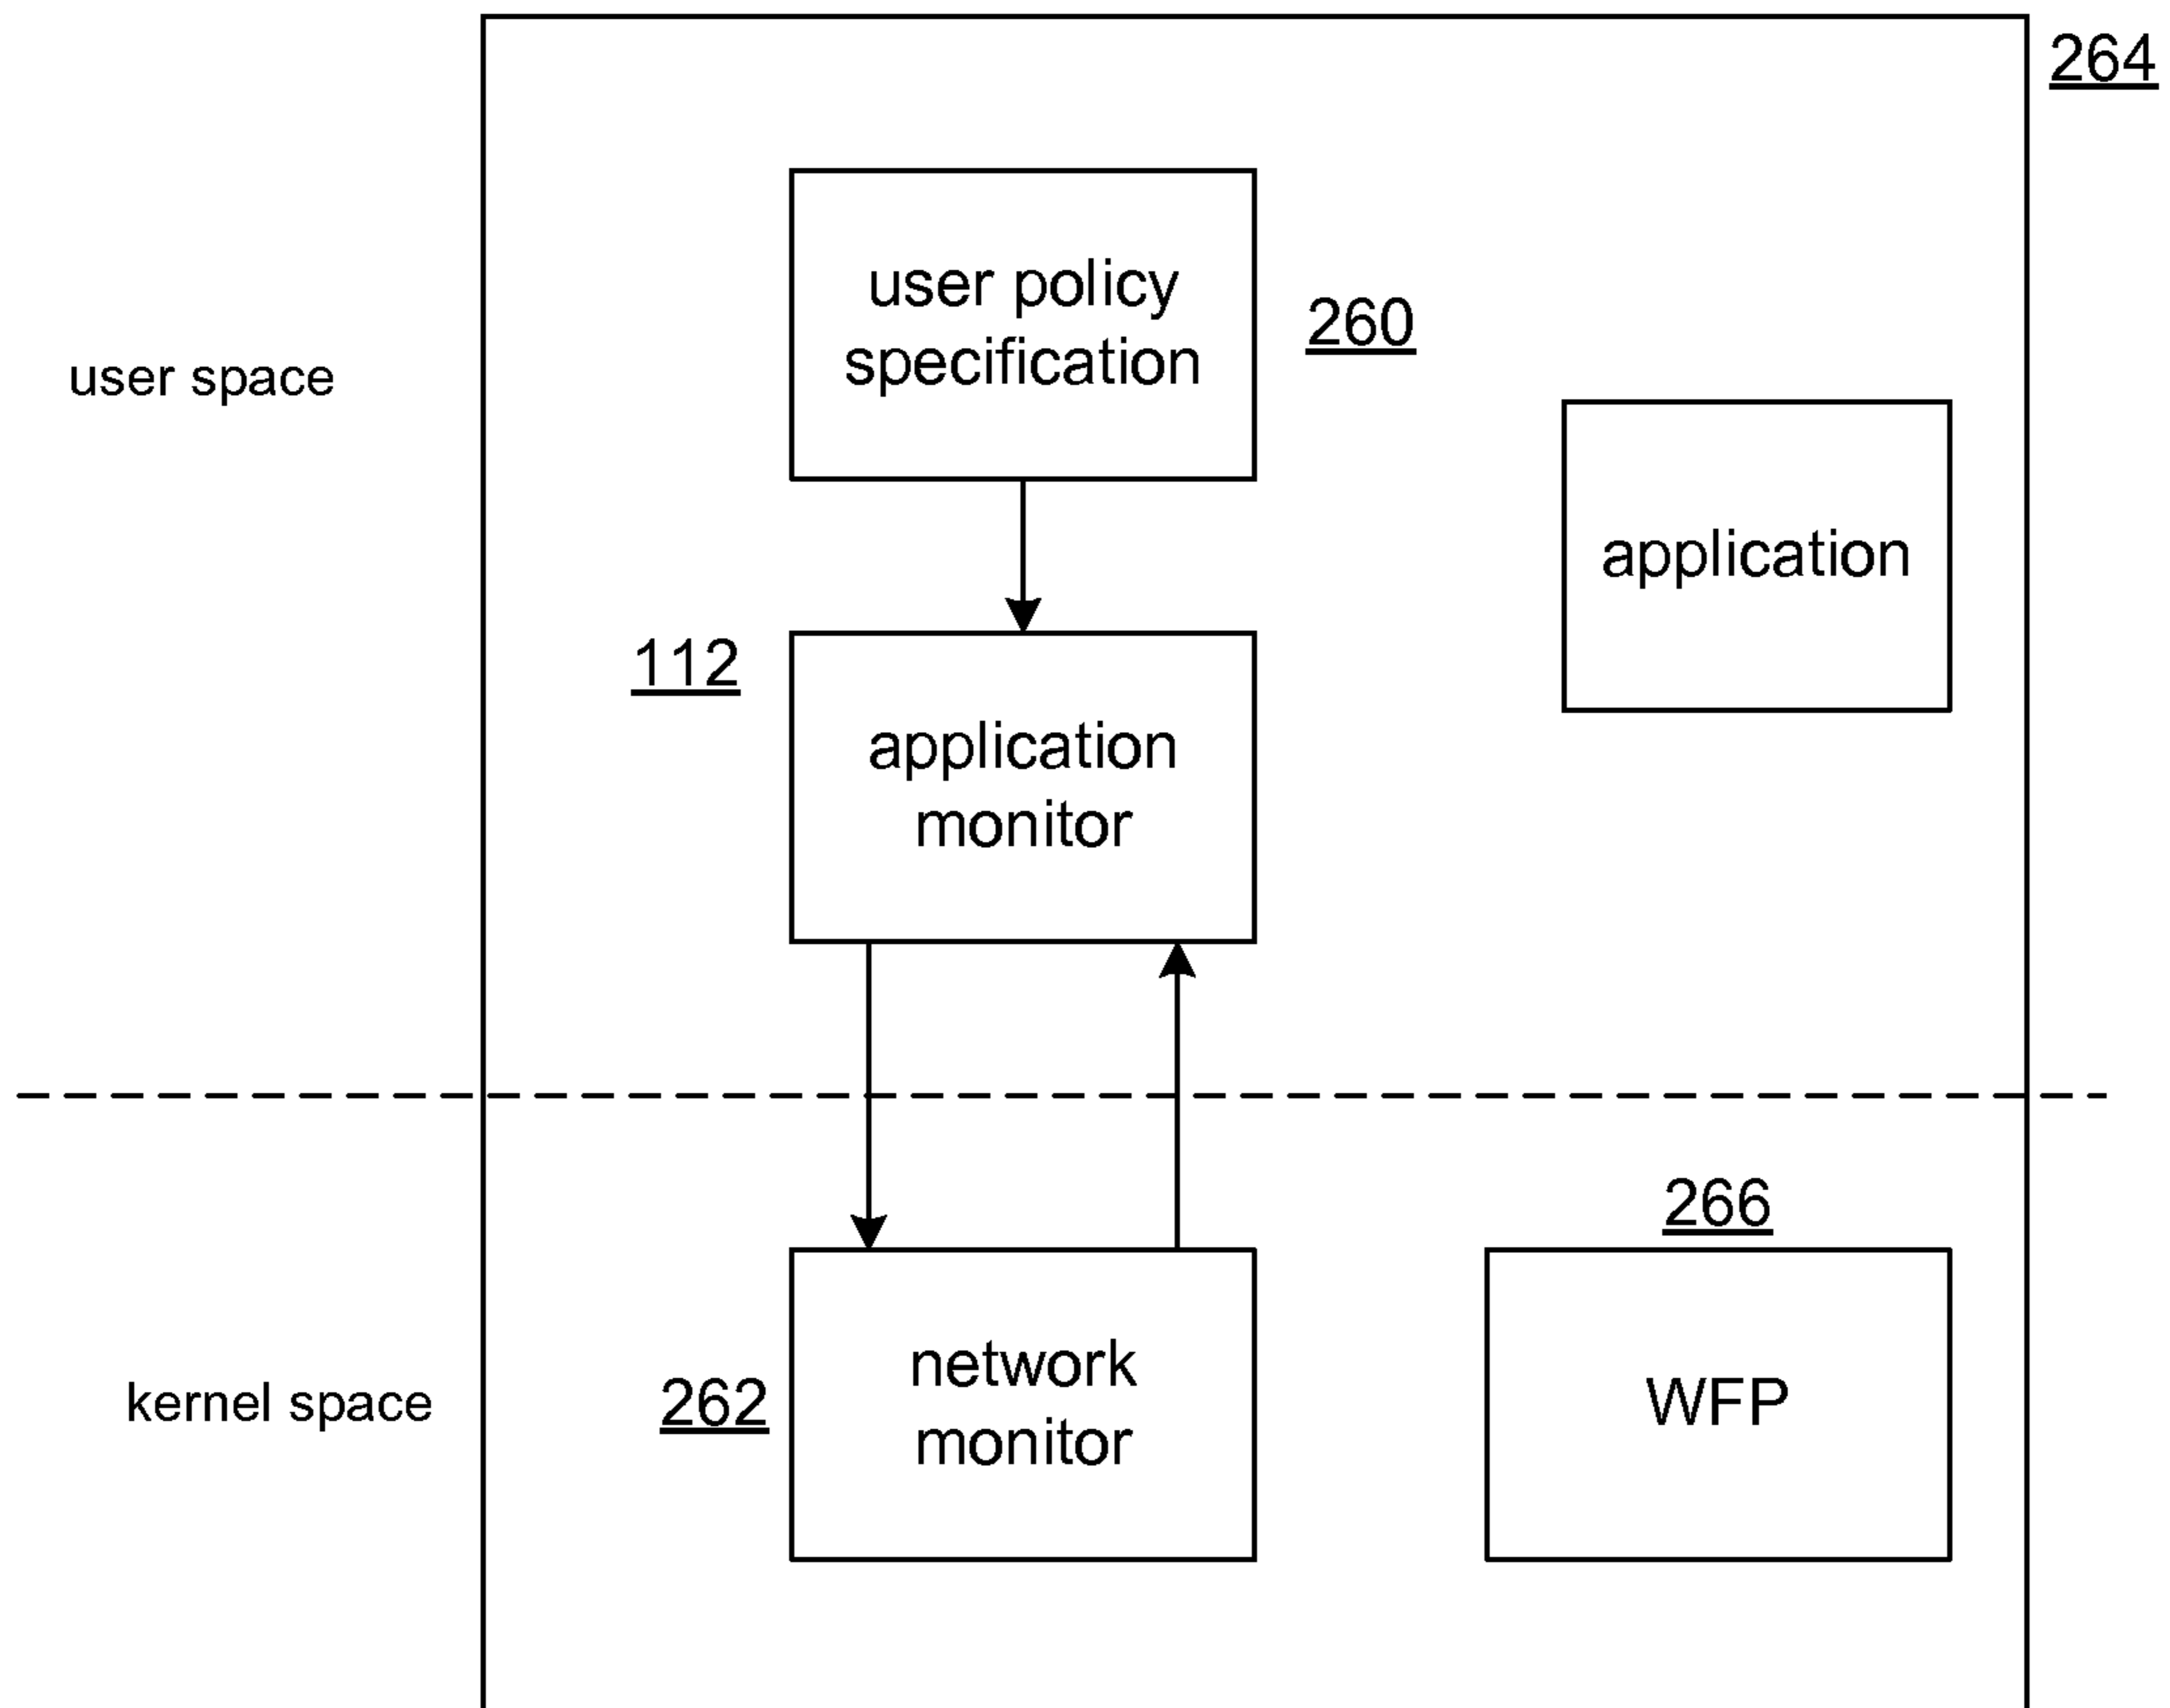 264
user policy
specification
260
user space
application
112
application
monitor
266
network
monitor
262
kernel space
WFP